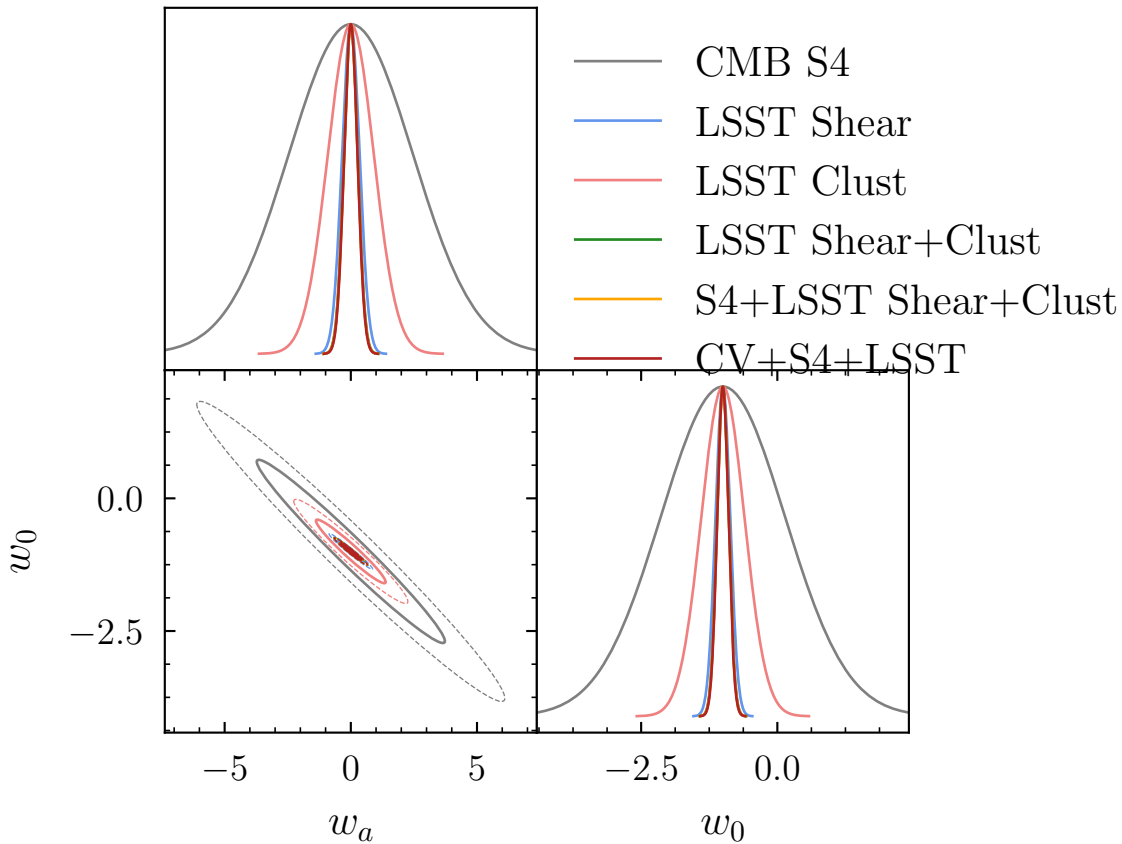 CMB S4
LSST Shear
LSST Clust
LSST Shear+Clust
S4+LSST Shear+Clust
CV+S4+LSST
0.0
−2.5
w₀
−5 0 5
−2.5 0.0
wₐ
w₀